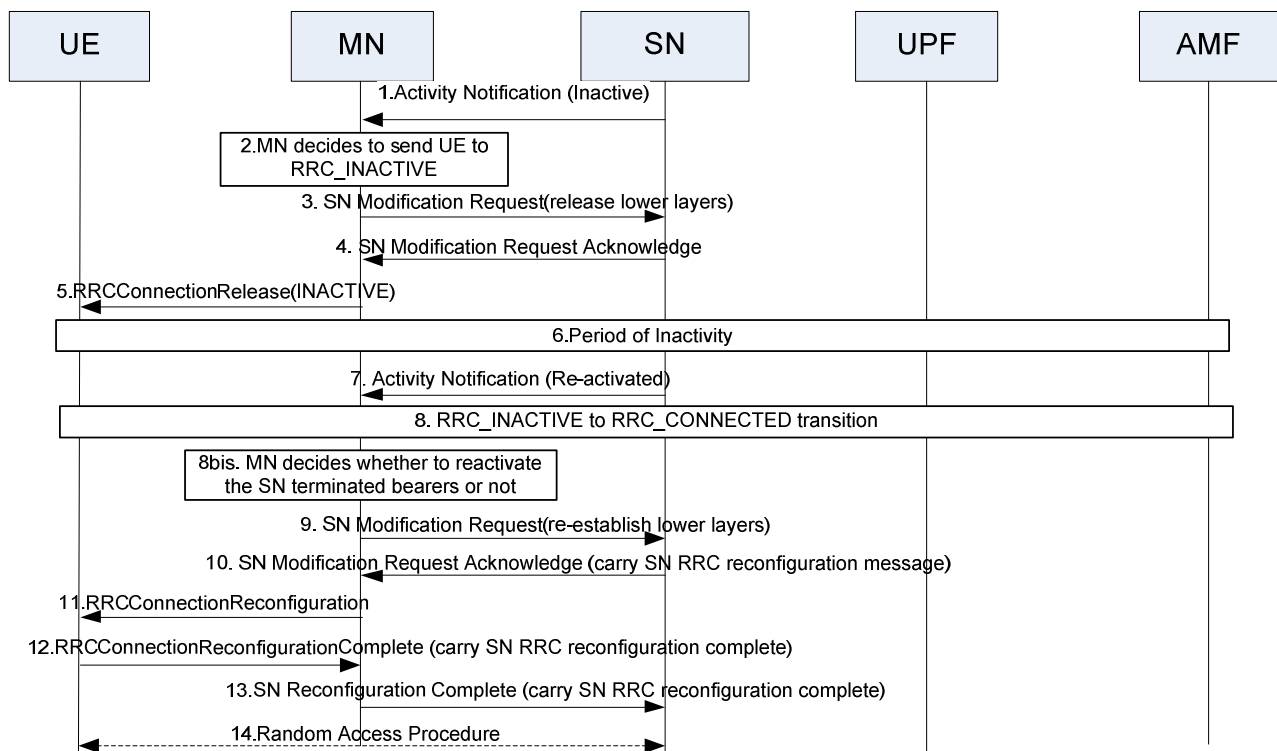 UE
MN
SN
UPF
AMF
1.Activity Notification (Inactive)
2.MN decides to send UE to
RRC_INACTIVE
3. SN Modification Request(release lower layers)
4. SN Modification Request Acknowledge
5.RRCConnectionRelease(INACTIVE)
6.Period of Inactivity
7. Activity Notification (Re-activated)
8. RRC_INACTIVE to RRC_CONNECTED transition
8bis. MN decides whether to reactivate
the SN terminated bearers or not
9. SN Modification Request(re-establish lower layers)
10. SN Modification Request Acknowledge (carry SN RRC reconfiguration message)
11.RRCConnectionReconfiguration
12.RRCConnectionReconfigurationComplete (carry SN RRC reconfiguration complete)
13.SN Reconfiguration Complete (carry SN RRC reconfiguration complete)
14.Random Access Procedure